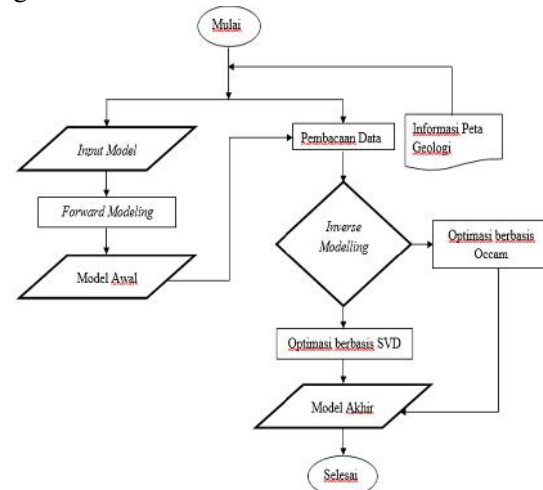 Mulai
Input Model
Pembacaan Data
Informasi Peta
Geologi
Forward Modeling
Inverse
Modelling
Optimasi berbasis
Occam
Model Awal
Optimasi berbasis SVD
Model Akhir
Selesai